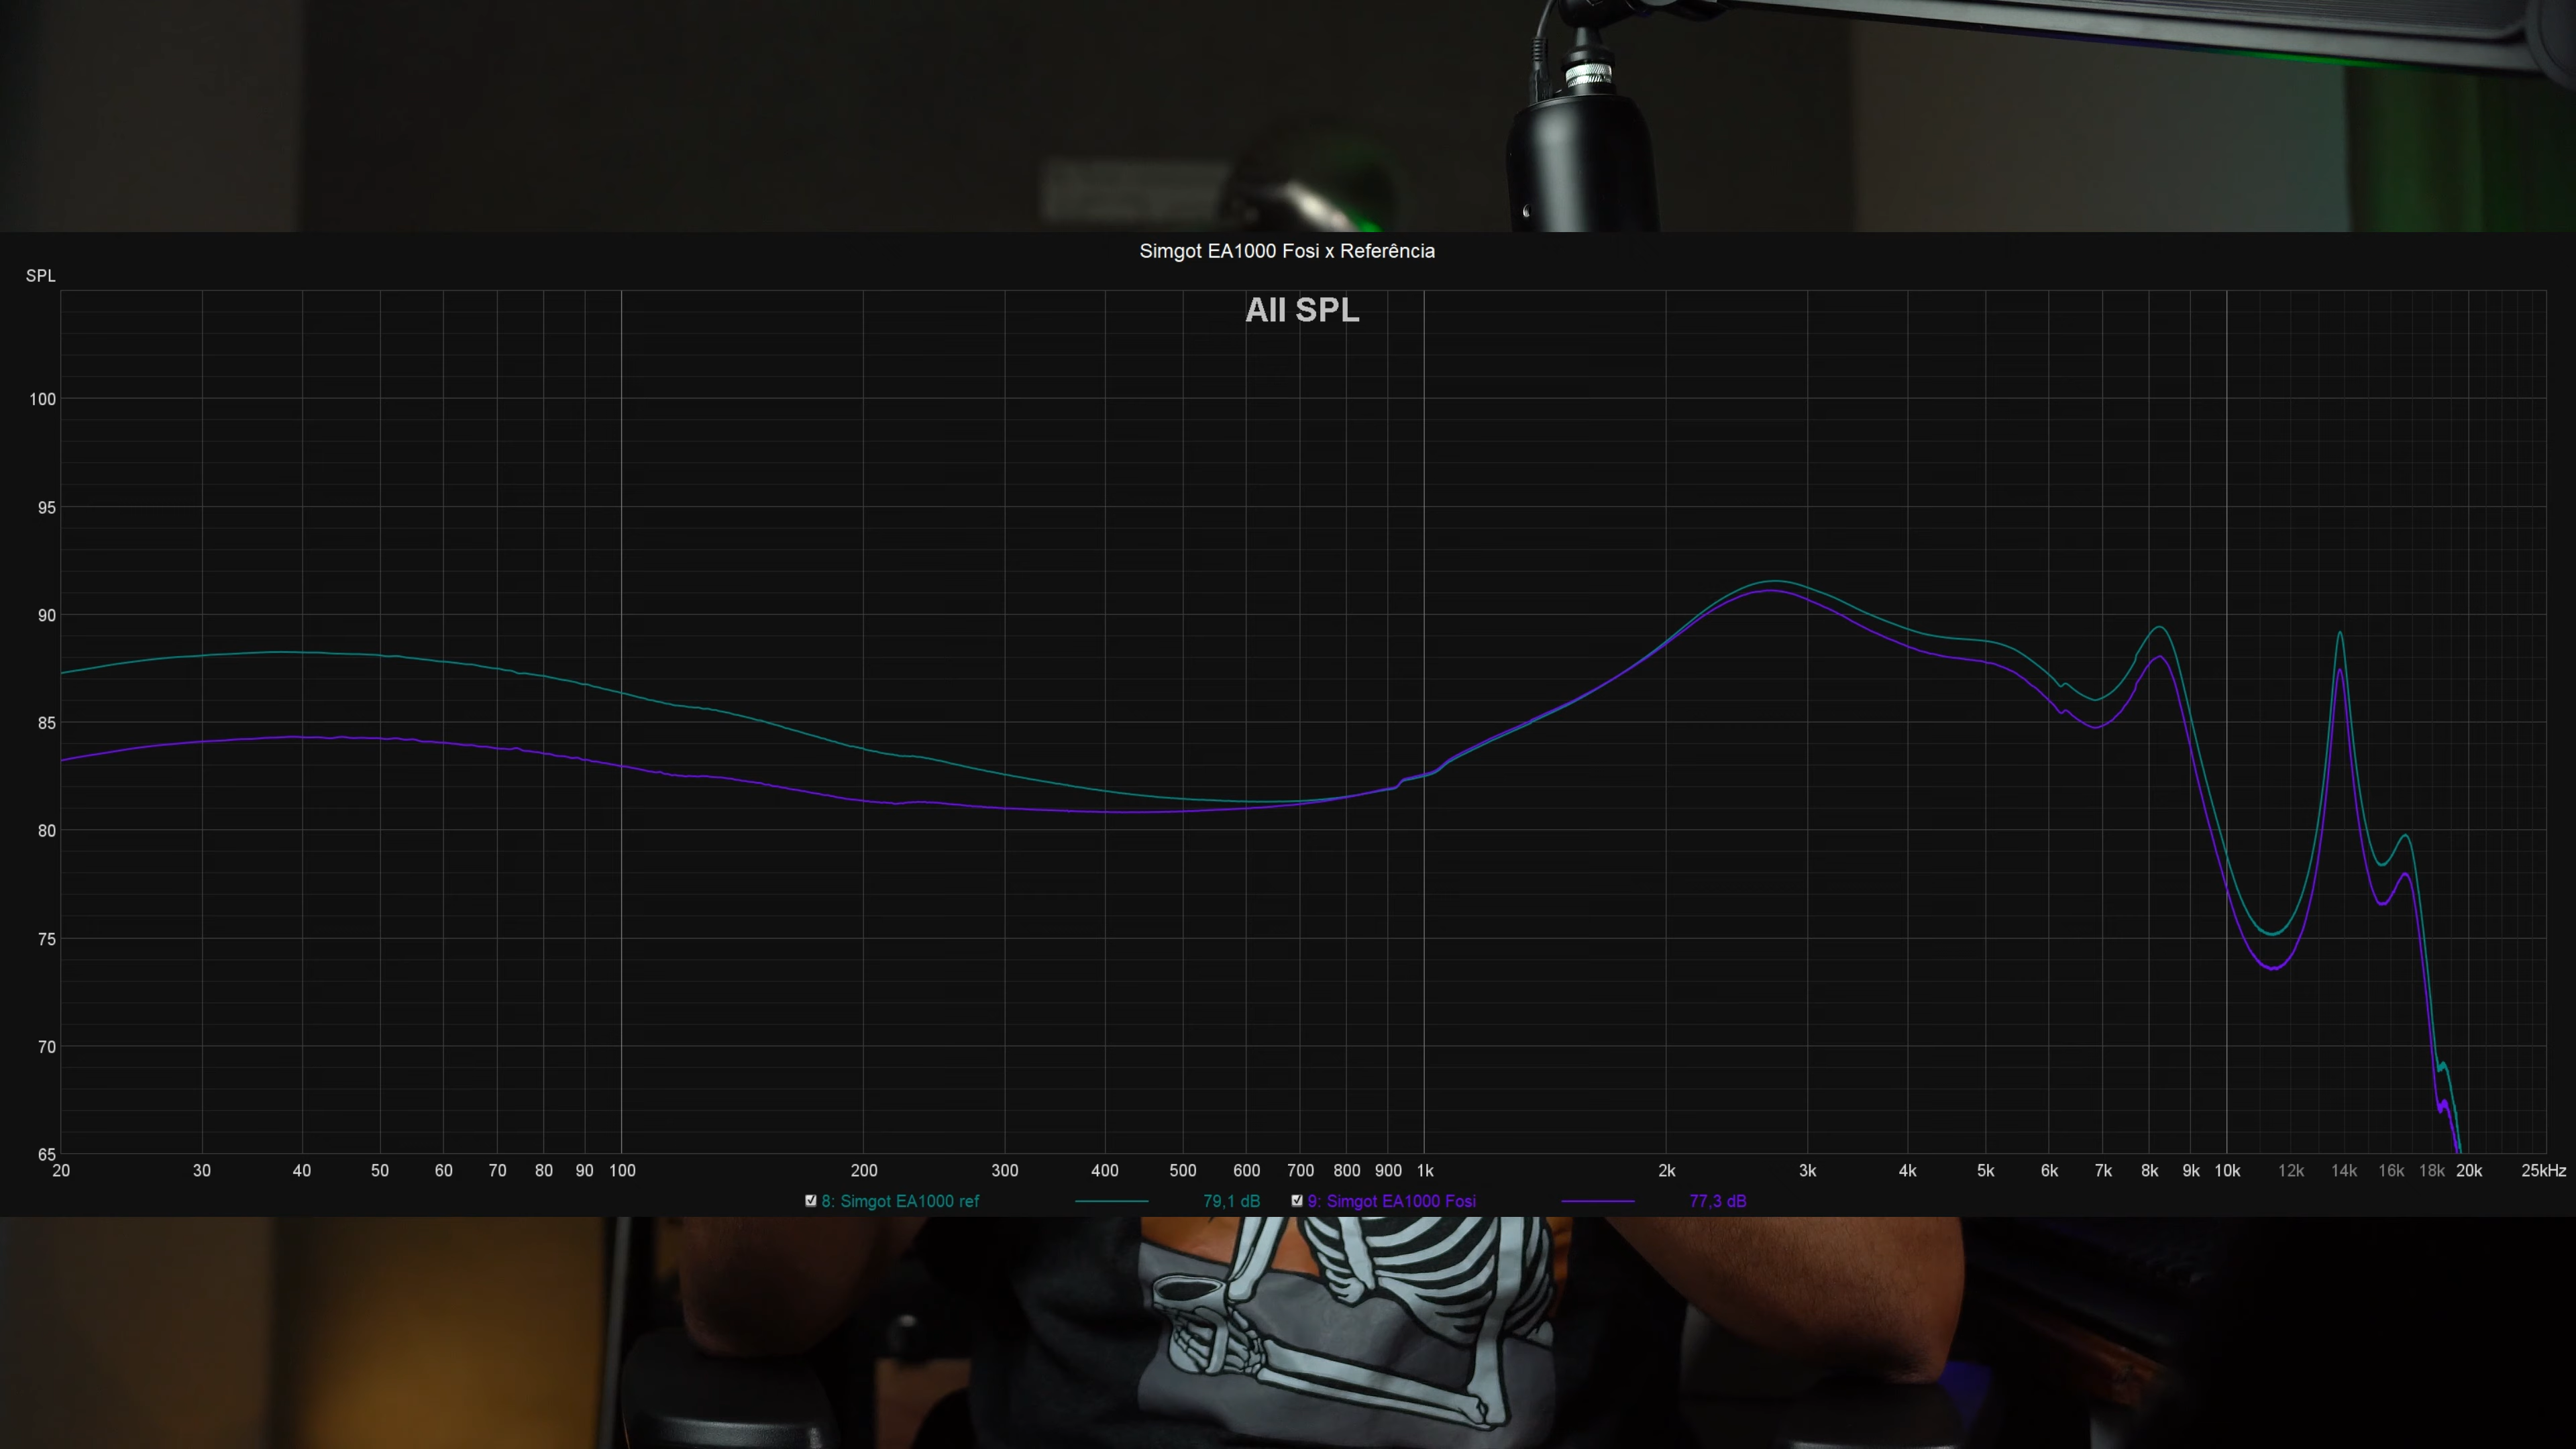 Simgot EA1000 Fosi x Referência
SPL
All SPL
100
95
90
85
80
75
70
65
20 30 40 50 60 70 80 90 100 200 300 400 500 600 700 800 900 1k 2k 3k 4k 5k 6k 7k 8k 9k 10k 12k 14k 16k 18k 20k 25kHz
8: Simgot EA1000 ref 79,1 dB 9: Simgot EA1000 Fosi 77,3 dB